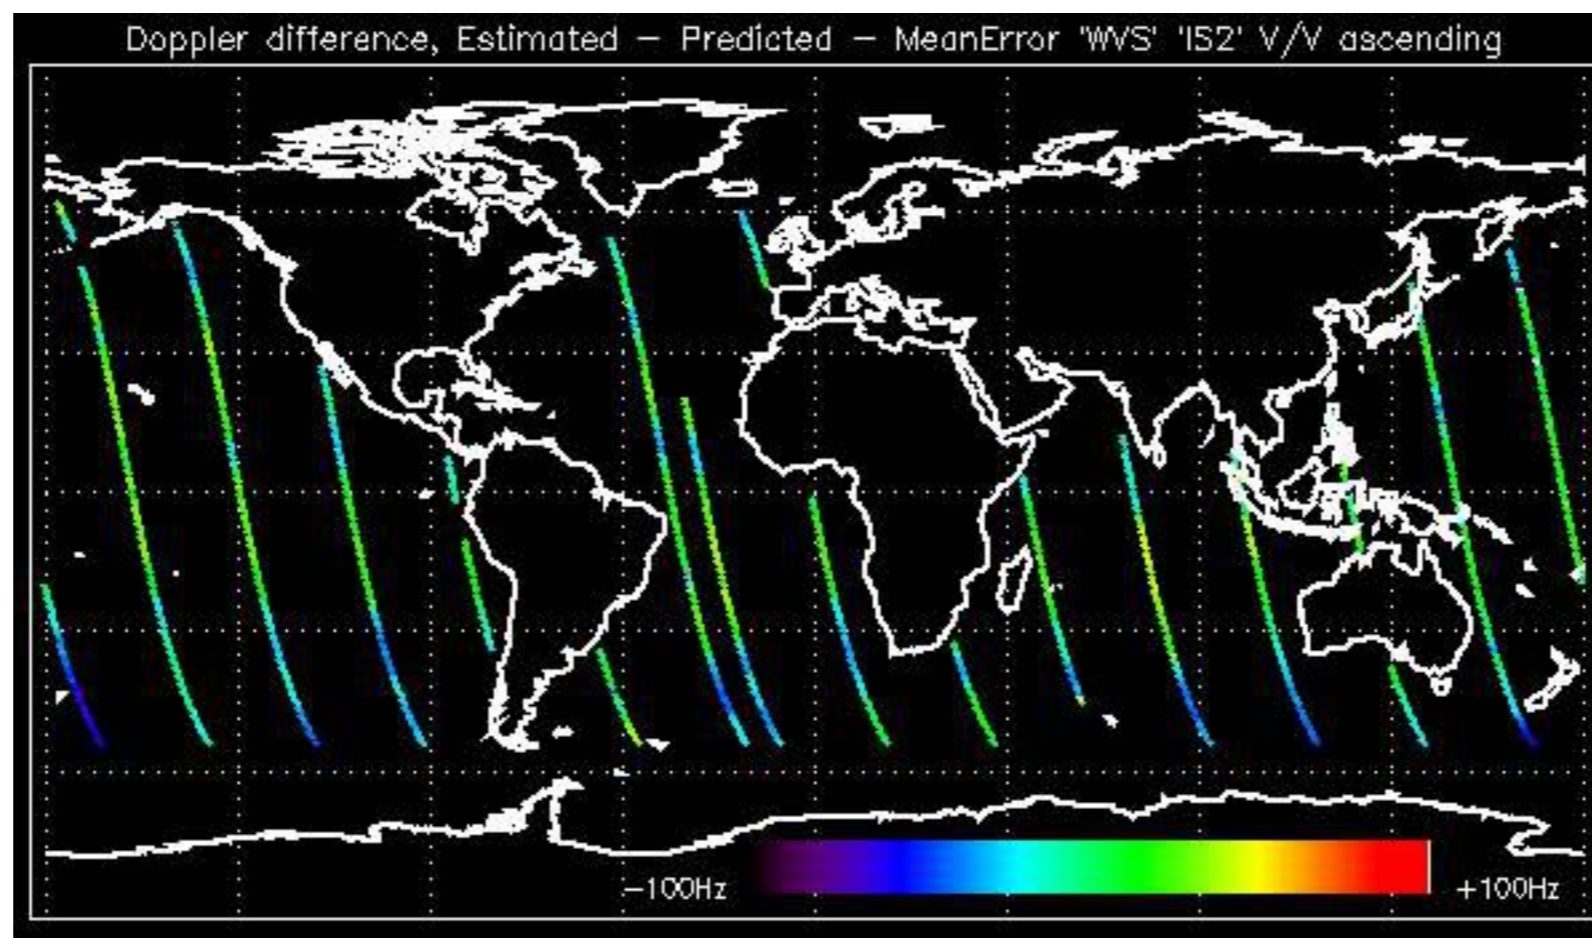 Doppler difference, Estimated − Predicted − MeanError 'WVS' 'IS2' V/V ascending
−100Hz
+100Hz